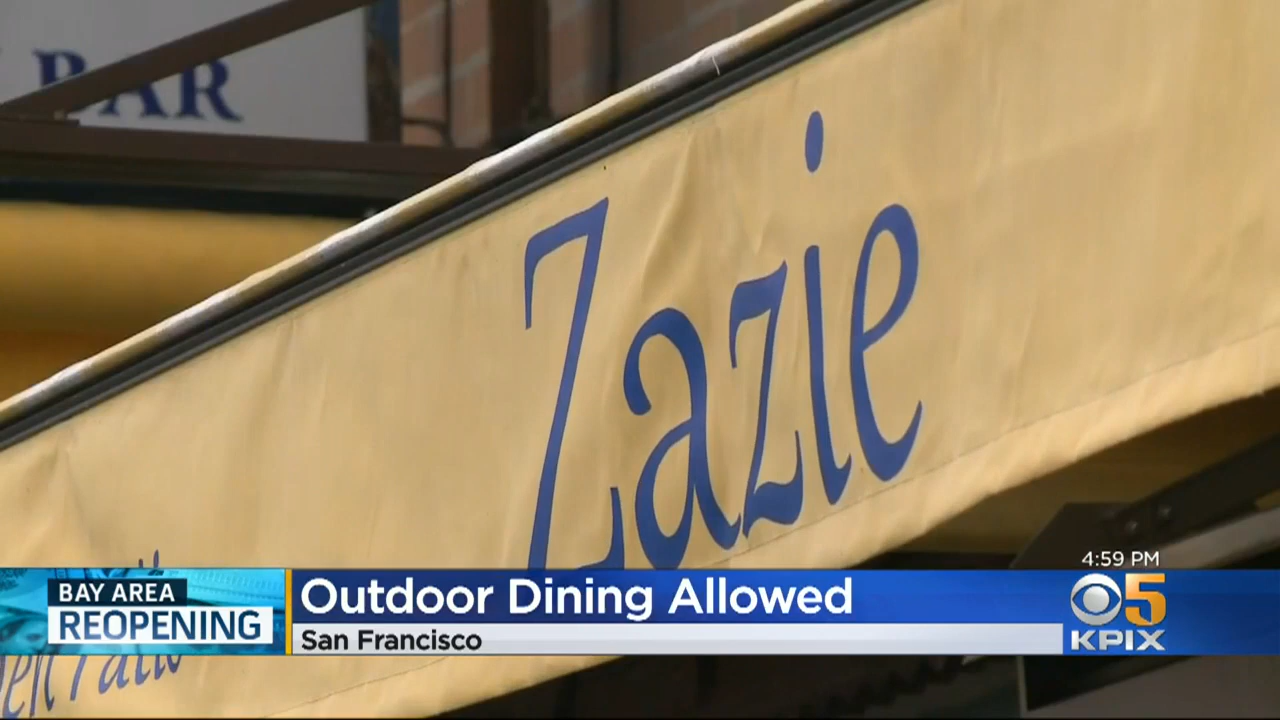 BAR
Zazie
4:59 PM
BAY AREA
REOPENING
Outdoor Dining Allowed
San Francisco
5
KPIX